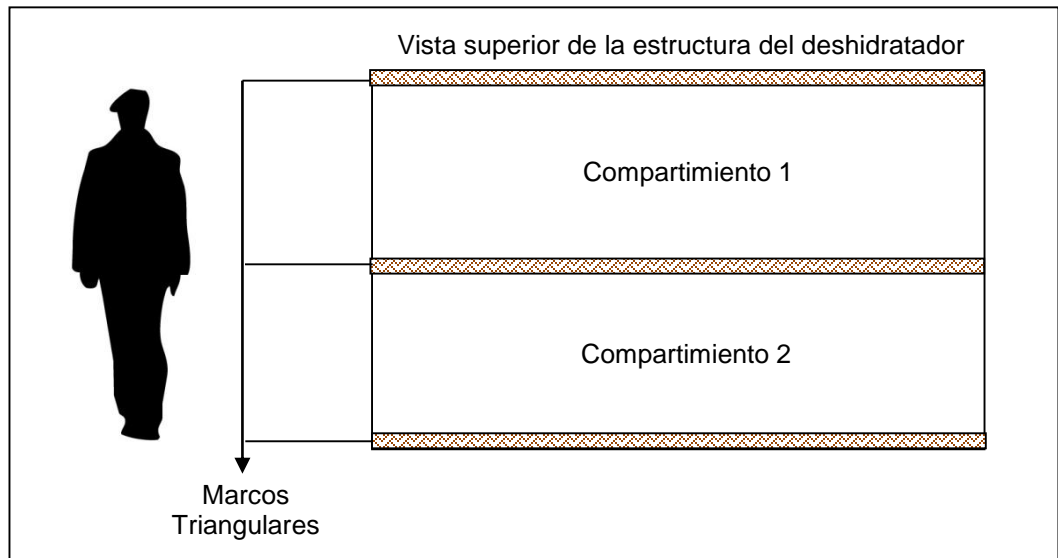 Vista superior de la estructura del deshidratador
Compartimiento 1
Compartimiento 2
Marcos
Triangulares